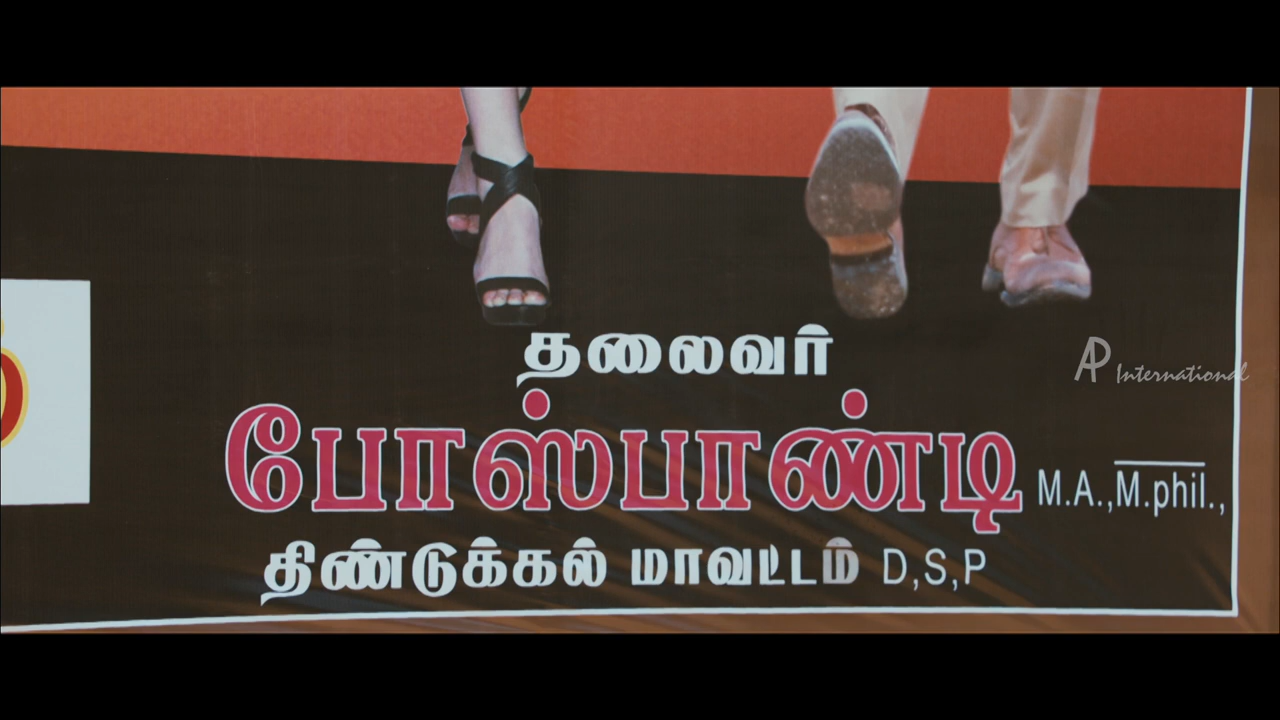 தலைவர்
போஸ்பாண்டி M.A.,M.phil.,
திண்டுக்கல் மாவட்டம் D,S,P
AP International